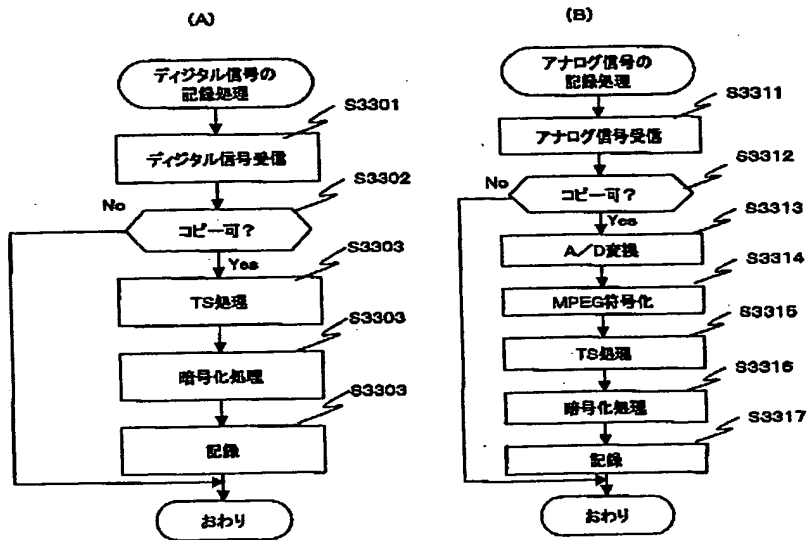 (A)
ディジタル信号の
記録処理
S3301
ディジタル信号受信
S3302
No
コピー可?
Yes
S3303
TS処理
S3303
暗号化処理
S3303
記録
おわり
(B)
アナログ信号の
記録処理
S3311
アナログ信号受信
S3312
No
コピー可?
Yes
S3313
A/D変換
S3314
MPEG符号化
S3315
TS処理
S3316
暗号化処理
S3317
記録
おわり